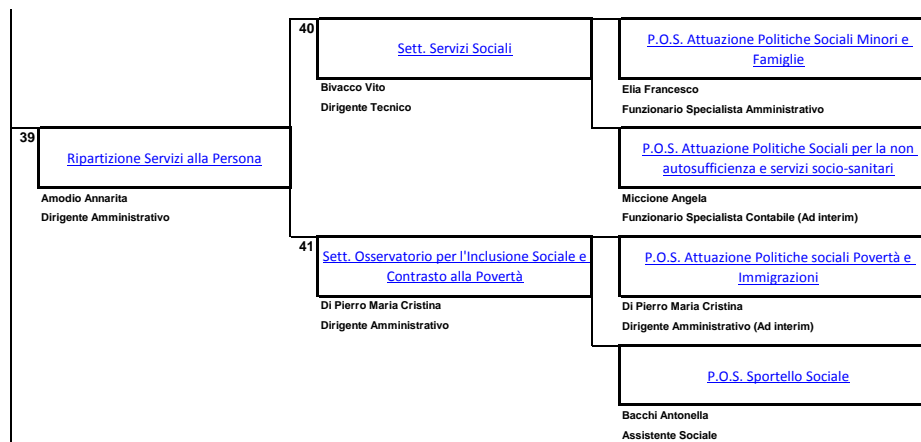 40
Sett. Servizi Sociali
Bivacco Vito
Dirigente Tecnico
P.O.S. Attuazione Politiche Sociali Minori e
Famiglie
Elia Francesco
Funzionario Specialista Amministrativo
39
Ripartizione Servizi alla Persona
Amodio Annarita
Dirigente Amministrativo
P.O.S. Attuazione Politiche Sociali per la non
autosufficienza e servizi socio-sanitari
Miccione Angela
Funzionario Specialista Contabile (Ad interim)
41
Sett. Osservatorio per l'Inclusione Sociale e
Contrasto alla Povertà
Di Pierro Maria Cristina
Dirigente Amministrativo
P.O.S. Attuazione Politiche sociali Povertà e
Immigrazioni
Di Pierro Maria Cristina
Dirigente Amministrativo (Ad interim)
P.O.S. Sportello Sociale
Bacchi Antonella
Assistente Sociale